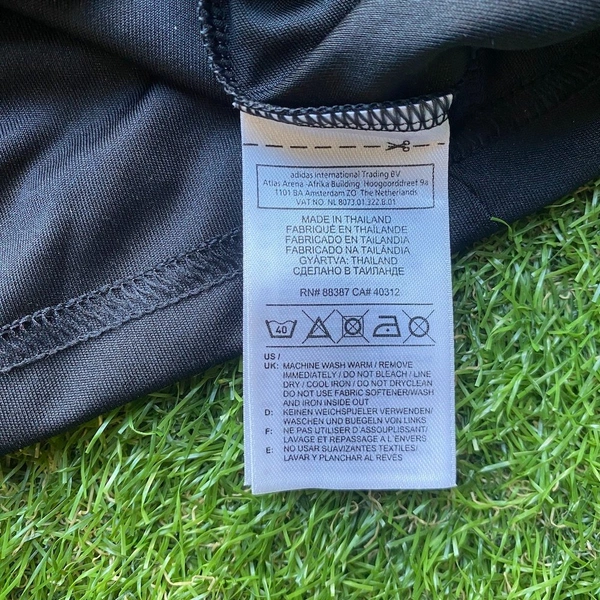 adidas International Trading BV
Atlas Arena -Afrika Building Hoogoorddreef 9a
1101 BA Amsterdam ZO The Netherlands
VAT NO. NL 8073.01.322.B.01
MADE IN THAILAND
FABRIQUÉ EN THAÏLANDE
FABRICADO EN TAILANDIA
FABRICADO NA TAILÂNDIA
GYÁRTVA: THAILAND
СДЕЛАНО В ТАИЛАНДЕ
RN# 88387 CA# 40312
40
US /
UK: MACHINE WASH WARM / REMOVE
IMMEDIATELY / DO NOT BLEACH / LINE
DRY / COOL IRON / DO NOT DRYCLEAN
DO NOT USE FABRIC SOFTENER/WASH
AND IRON INSIDE OUT
D: KEINEN WEICHSPUELER VERWENDEN/
WASCHEN UND BUEGELN VON LINKS
F: NE PAS UTILISER D'ASSOUPLISSANT/
LAVAGE ET REPASSAGE A L'ENVERS
E: NO USAR SUAVIZANTES TEXTILES/
LAVAR Y PLANCHAR AL REVÉS